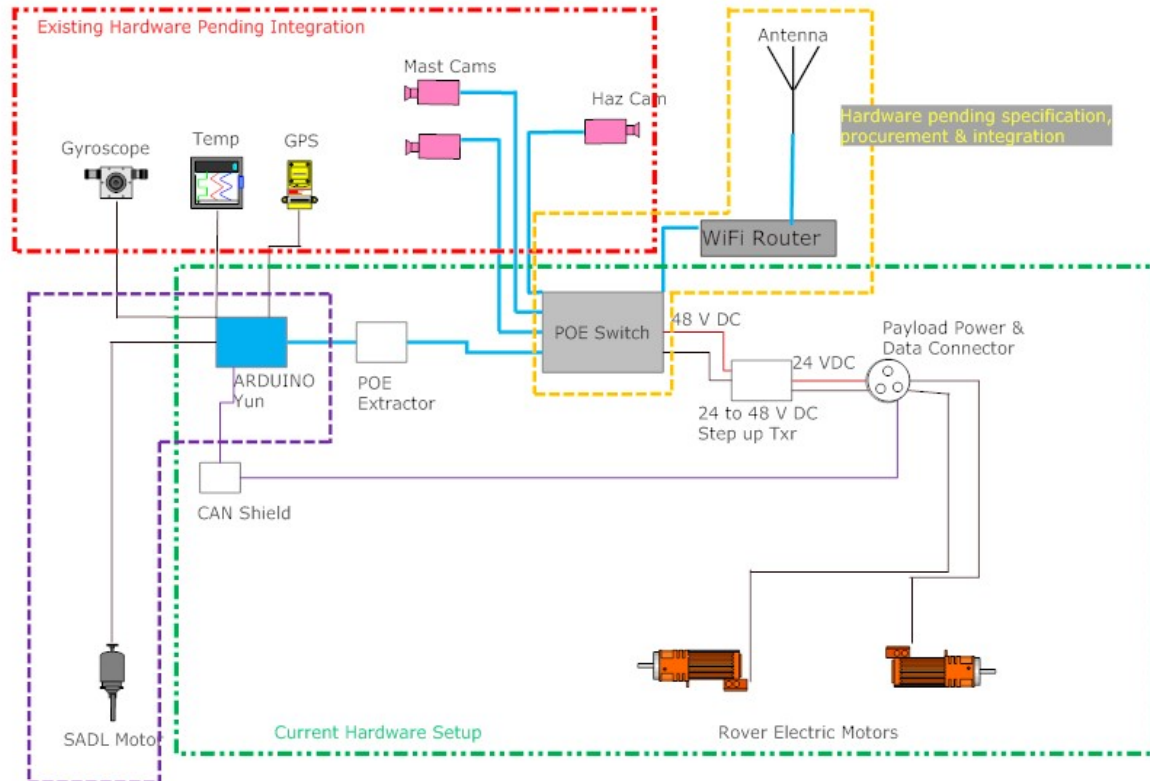 Existing Hardware Pending Integration
Antenna
Mast Cams
Haz Cam
Hardware pending specification,
procurement & integration
Gyroscope
Temp
GPS
WiFi Router
POE Switch
48 V DC
Payload Power &
Data Connector
24 VDC
ARDUINO
Yun
POE
Extractor
24 to 48 V DC
Step up Txr
CAN Shield
SADL Motor
Current Hardware Setup
Rover Electric Motors